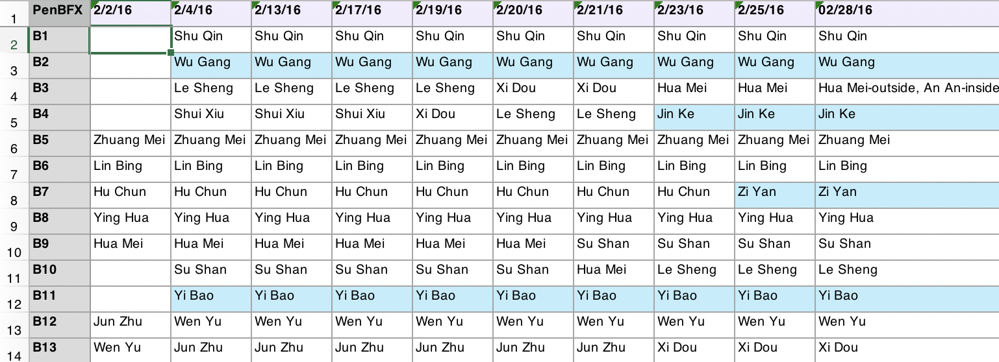 1 PenBFX 2/2/16 2/4/16 2/13/16 2/17/16 2/19/16 2/20/16 2/21/16 2/23/16 2/25/16 02/28/16
2 B1 Shu Qin Shu Qin Shu Qin Shu Qin Shu Qin Shu Qin Shu Qin Shu Qin Shu Qin
3 B2 Wu Gang Wu Gang Wu Gang Wu Gang Wu Gang Wu Gang Wu Gang Wu Gang Wu Gang
4 B3 Le Sheng Le Sheng Le Sheng Le Sheng Xi Dou Xi Dou Hua Mei Hua Mei Hua Mei-outside, An An-inside
5 B4 Shui Xiu Shui Xiu Shui Xiu Xi Dou Le Sheng Le Sheng Jin Ke Jin Ke Jin Ke
6 B5 Zhuang Mei Zhuang Mei Zhuang Mei Zhuang Mei Zhuang Mei Zhuang Mei Zhuang Mei Zhuang Mei Zhuang Mei Zhuang Mei
7 B6 Lin Bing Lin Bing Lin Bing Lin Bing Lin Bing Lin Bing Lin Bing Lin Bing Lin Bing Lin Bing
8 B7 Hu Chun Hu Chun Hu Chun Hu Chun Hu Chun Hu Chun Hu Chun Hu Chun Zi Yan Zi Yan
9 B8 Ying Hua Ying Hua Ying Hua Ying Hua Ying Hua Ying Hua Ying Hua Ying Hua Ying Hua Ying Hua
10 B9 Hua Mei Hua Mei Hua Mei Hua Mei Hua Mei Hua Mei Su Shan Su Shan Su Shan Su Shan
11 B10 Su Shan Su Shan Su Shan Su Shan Su Shan Hua Mei Le Sheng Le Sheng Le Sheng
12 B11 Yi Bao Yi Bao Yi Bao Yi Bao Yi Bao Yi Bao Yi Bao Yi Bao Yi Bao
13 B12 Jun Zhu Wen Yu Wen Yu Wen Yu Wen Yu Wen Yu Wen Yu Wen Yu Wen Yu Wen Yu
14 B13 Wen Yu Jun Zhu Jun Zhu Jun Zhu Jun Zhu Jun Zhu Jun Zhu Xi Dou Xi Dou Xi Dou